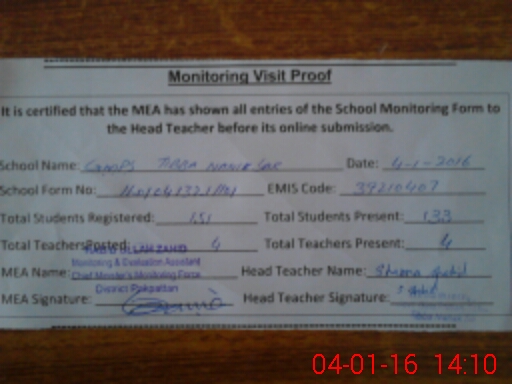 Monitoring Visit Proof
It is certified that the MEA has shown all entries of the School Monitoring Form to
the Head Teacher before its online submission.
School Name: Date: 4-1-2016
School Form No: EMIS Code: 39210407
Total Students Registered: 151 Total Students Present: 133
Total Teachers Posted: 4 Total Teachers Present: 4
ULLAH ZAHID
Monitoring & Evaluation Assistant
MEA Name: Chief Minister's Monitoring Force Head Teacher Name:
District Pakpattan
MEA Signature: Head Teacher Signature:
04-01-16 14:10